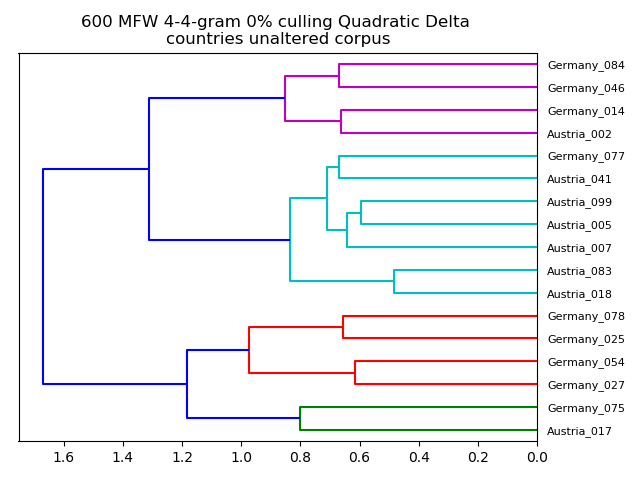 600 MFW 4-4-gram 0% culling Quadratic Delta
countries unaltered corpus
Germany_084
Germany_046
Germany_014
Austria_002
Germany_077
Austria_041
Austria_099
Austria_005
Austria_007
Austria_083
Austria_018
Germany_078
Germany_025
Germany_054
Germany_027
Germany_075
Austria_017
1.6 1.4 1.2 1.0 0.8 0.6 0.4 0.2 0.0